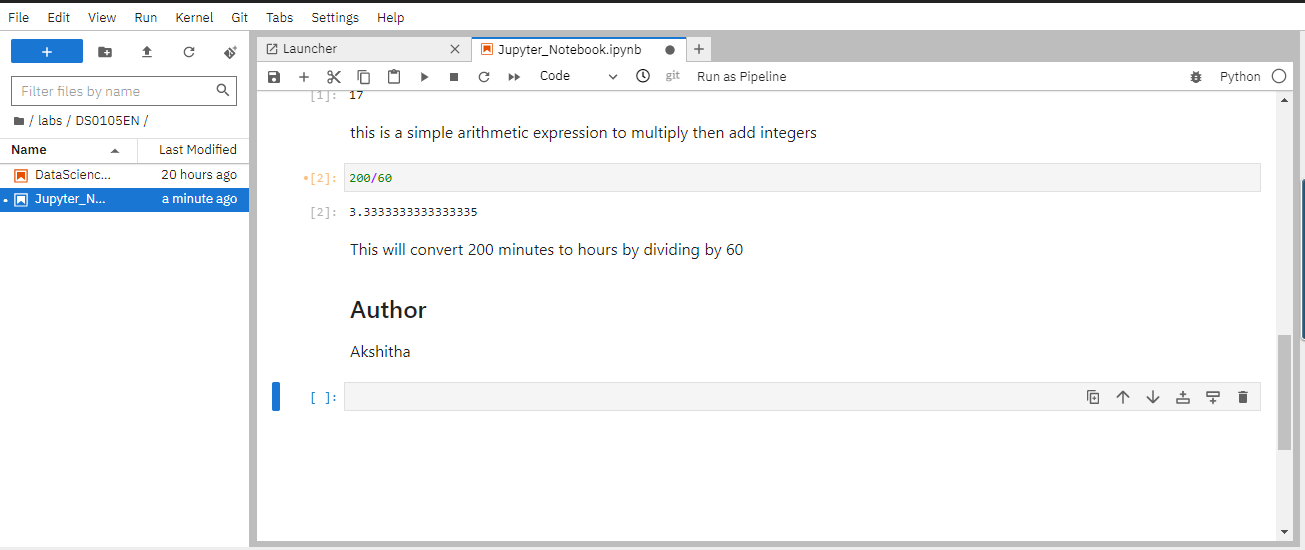 File Edit View Run Kernel Git Tabs Settings Help
+
Filter files by name
/ labs / DS0105EN /
Name Last Modified
DataScienc... 20 hours ago
Jupyter_N... a minute ago
Launcher Jupyter_Notebook.ipynb
Code git Run as Pipeline Python
[1]: 17
this is a simple arithmetic expression to multiply then add integers
[2]: 200/60
[2]: 3.3333333333333335
This will convert 200 minutes to hours by dividing by 60
Author
Akshitha
[ ]: